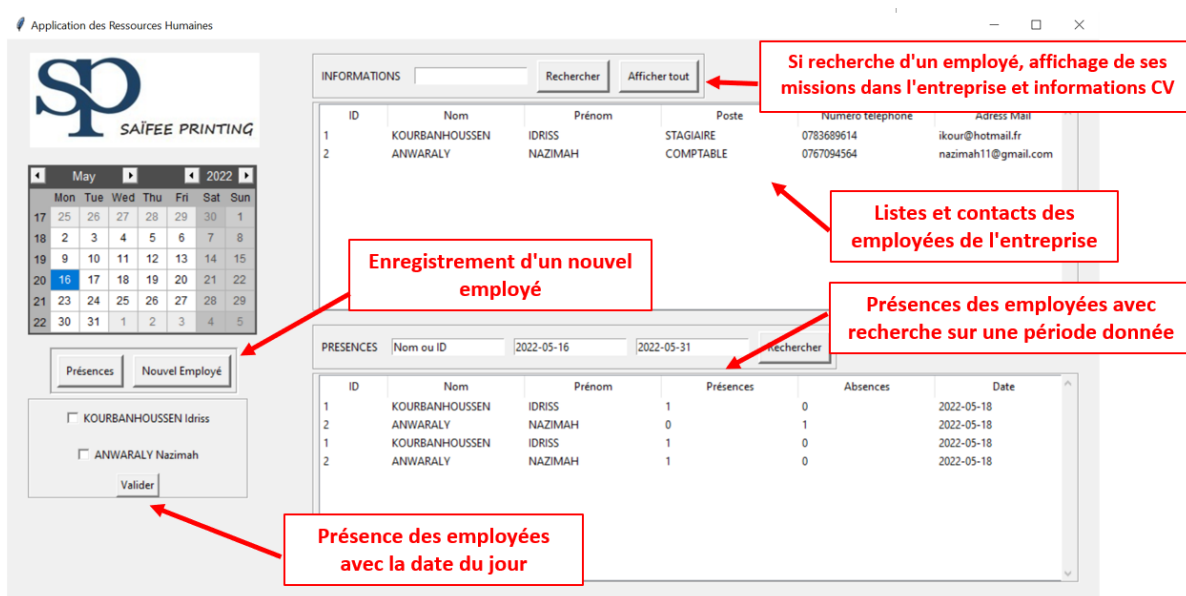 Application des Ressources Humaines
sp
SAÏFEE PRINTING
INFORMATIONS Rechercher Afficher tout
Si recherche d'un employé, affichage de ses
missions dans l'entreprise et informations CV
ID Nom Prénom Poste Numéro téléphone Adress Mail
1 KOURBANHOUSSEN IDRISS STAGIAIRE 0783689614 ikour@hotmail.fr
2 ANWARALY NAZIMAH COMPTABLE 0767094564 nazimah11@gmail.com
Listes et contacts des
employées de l'entreprise
May 2022
Mon Tue Wed Thu Fri Sat Sun
17 25 26 27 28 29 30 1
18 2 3 4 5 6 7 8
19 9 10 11 12 13 14 15
20 16 17 18 19 20 21 22
21 23 24 25 26 27 28 29
22 30 31 1 2 3 4 5
Enregistrement d'un nouvel
employé
Présences des employées avec
recherche sur une période donnée
Présences Nouvel Employé
PRESENCES Nom ou ID 2022-05-16 2022-05-31 Rechercher
ID Nom Prénom Présences Absences Date
1 KOURBANHOUSSEN IDRISS 1 0 2022-05-18
2 ANWARALY NAZIMAH 0 1 2022-05-18
1 KOURBANHOUSSEN IDRISS 1 0 2022-05-18
2 ANWARALY NAZIMAH 1 0 2022-05-18
KOURBANHOUSSEN Idriss
ANWARALY Nazimah
Valider
Présence des employées
avec la date du jour